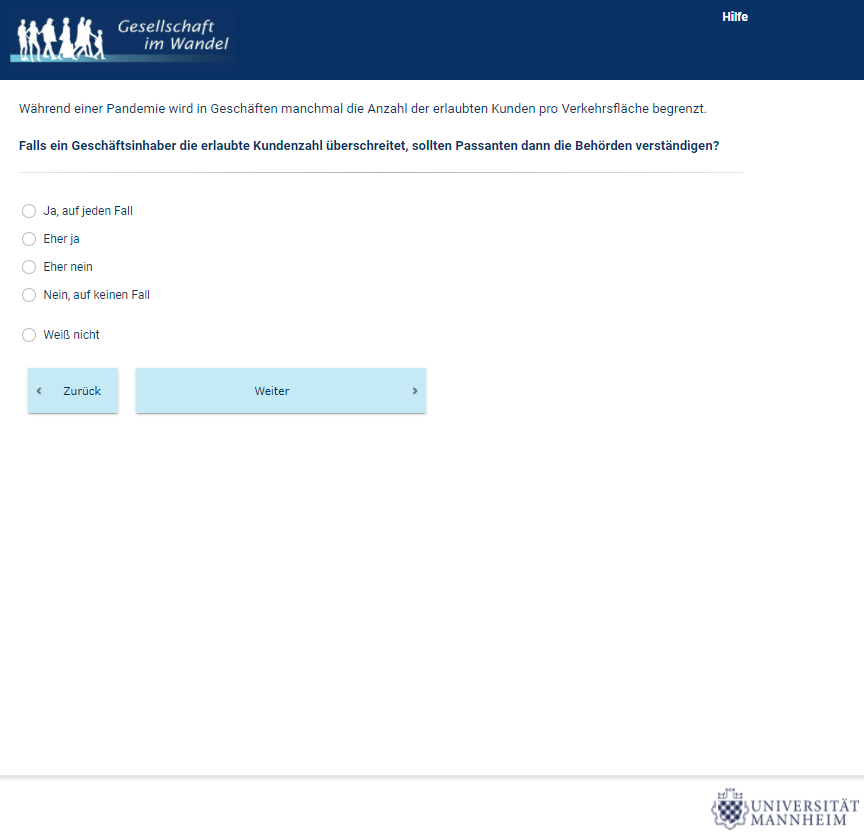 Gesellschaft
im Wandel
Hilfe
Während einer Pandemie wird in Geschäften manchmal die Anzahl der erlaubten Kunden pro Verkehrsfläche begrenzt.
Falls ein Geschäftsinhaber die erlaubte Kundenzahl überschreitet, sollten Passanten dann die Behörden verständigen?
Ja, auf jeden Fall
Eher ja
Eher nein
Nein, auf keinen Fall
Weiß nicht
‹ Zurück
Weiter ›
UNIVERSITÄT
MANNHEIM